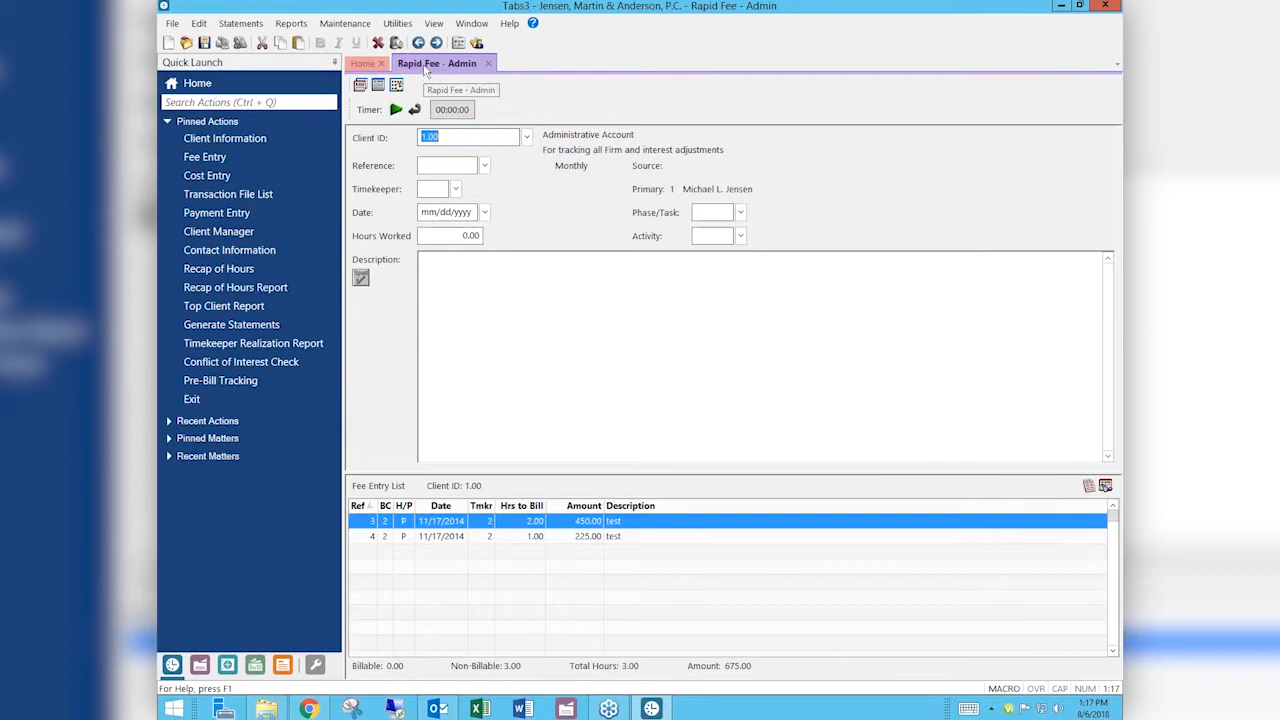 Tabs3 - Jensen, Martin & Anderson, P.C. - Rapid Fee - Admin
File Edit Statements Reports Maintenance Utilities View Window Help
Quick Launch
Home
Search Actions (Ctrl + Q)
Pinned Actions
Client Information
Fee Entry
Cost Entry
Transaction File List
Payment Entry
Client Manager
Contact Information
Recap of Hours
Recap of Hours Report
Top Client Report
Generate Statements
Timekeeper Realization Report
Conflict of Interest Check
Pre-Bill Tracking
Exit
Recent Actions
Pinned Matters
Recent Matters
Home Rapid Fee - Admin
Rapid Fee - Admin
Timer: 00:00:00
Client ID: 1.00 Administrative Account
For tracking all Firm and interest adjustments
Reference: Monthly Source:
Timekeeper: Primary: 1 Michael L. Jensen
Date: mm/dd/yyyy Phase/Task:
Hours Worked 0.00 Activity:
Description:
Fee Entry List Client ID: 1.00
Ref BC H/P Date Tmkr Hrs to Bill Amount Description
3 2 P 11/17/2014 2 2.00 450.00 test
4 2 P 11/17/2014 2 1.00 225.00 test
Billable: 0.00 Non-Billable: 3.00 Total Hours: 3.00 Amount: 675.00
For Help, press F1 MACRO OVR CAP NUM 1:17
1:17 PM
8/6/2018